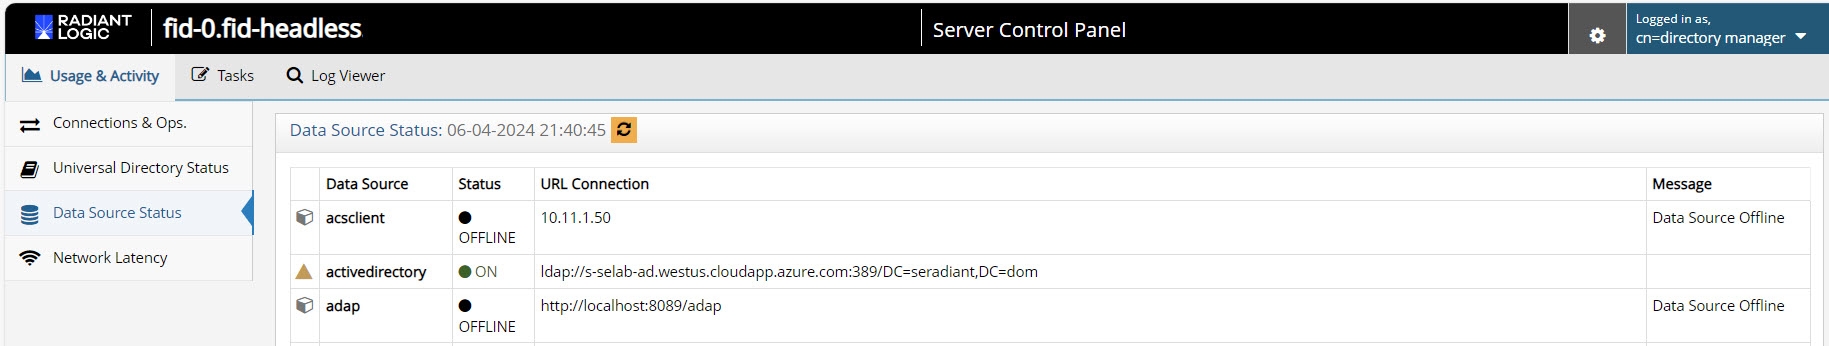 RADIANT
LOGIC
fid-0.fid-headless
Server Control Panel
Logged in as,
cn=directory manager
Usage & Activity
Tasks
Log Viewer
Connections & Ops.
Universal Directory Status
Data Source Status
Network Latency
Data Source Status: 06-04-2024 21:40:45
Data Source Status URL Connection Message
acsclient OFFLINE 10.11.1.50 Data Source Offline
activedirectory ON ldap://s-selab-ad.westus.cloudapp.azure.com:389/DC=seradiant,DC=dom
adap OFFLINE http://localhost:8089/adap Data Source Offline